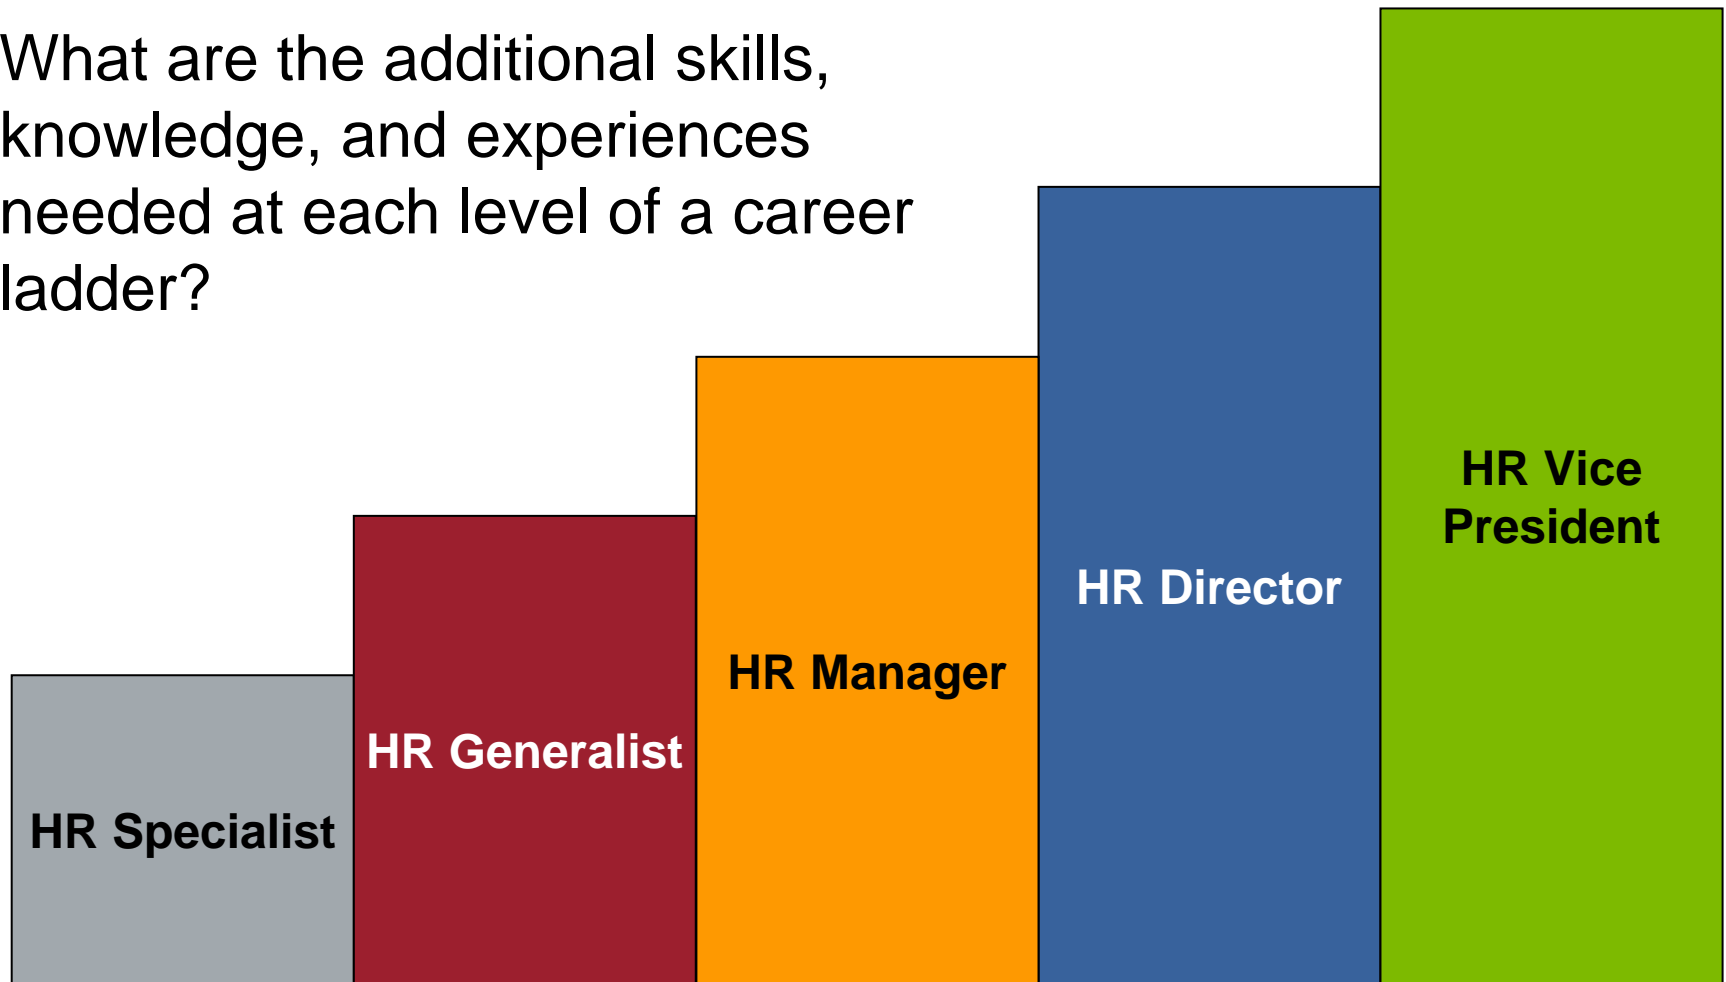 What are the additional skills,
knowledge, and experiences
needed at each level of a career
ladder?
HR Specialist
HR Generalist
HR Manager
HR Director
HR Vice
President